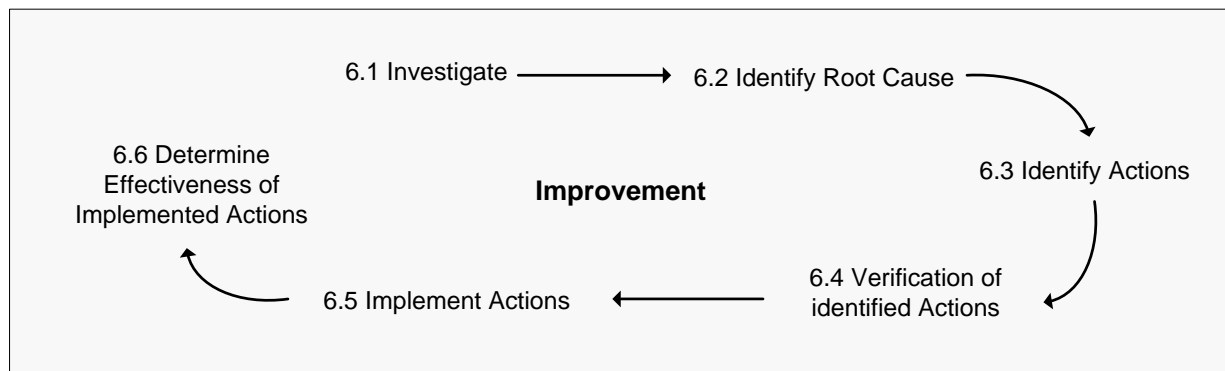 6.1 Investigate
6.2 Identify Root Cause
6.3 Identify Actions
6.4 Verification of
identified Actions
6.5 Implement Actions
6.6 Determine
Effectiveness of
Implemented Actions
Improvement